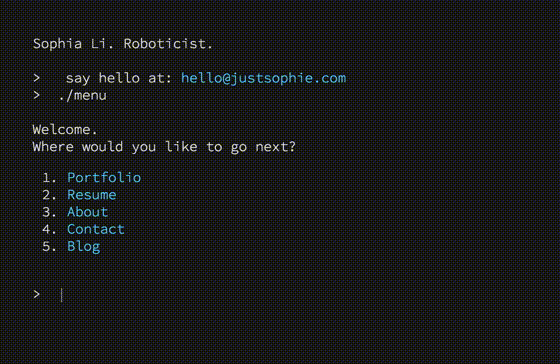 Sophia Li. Roboticist.
> say hello at: hello@justsophie.com
> ./menu
Welcome.
Where would you like to go next?
1. Portfolio
2. Resume
3. About
4. Contact
5. Blog
>